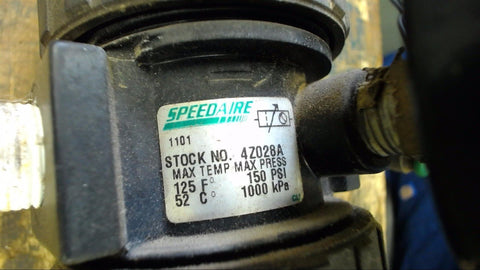 SPEEDAIRE
1101
STOCK NO. 4Z028A
MAX TEMP MAX PRESS
125 F° 150 PSI
52 C° 1000 kPa